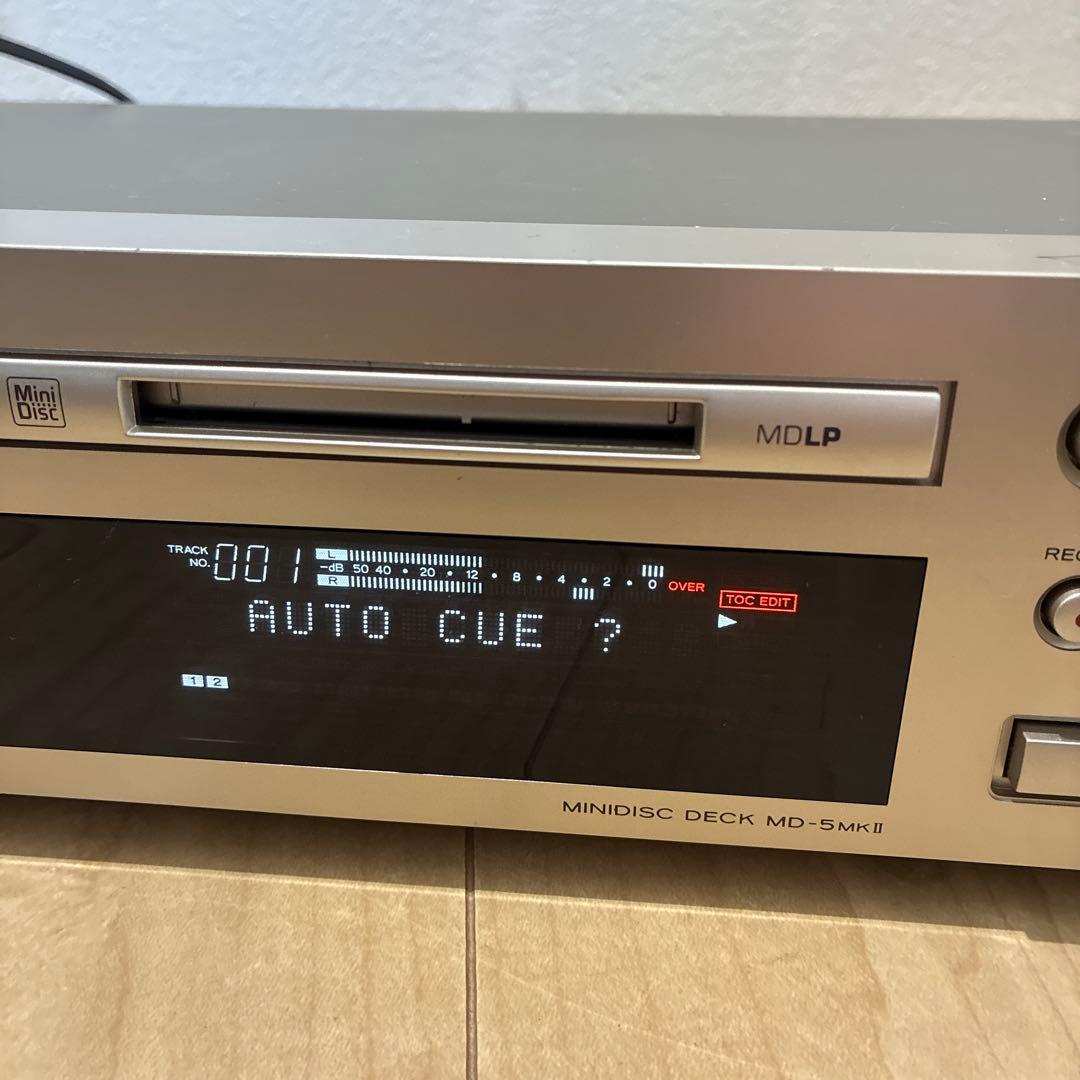 Mini Disc
MDLP
TRACK NO. 001
L
-dB 50 40 • 20 • 12 • 8 • 4 • 2 • 0 OVER
R
TOC EDIT
AUTO CUE ?
1 2
REC
MINIDISC DECK MD-5MKII